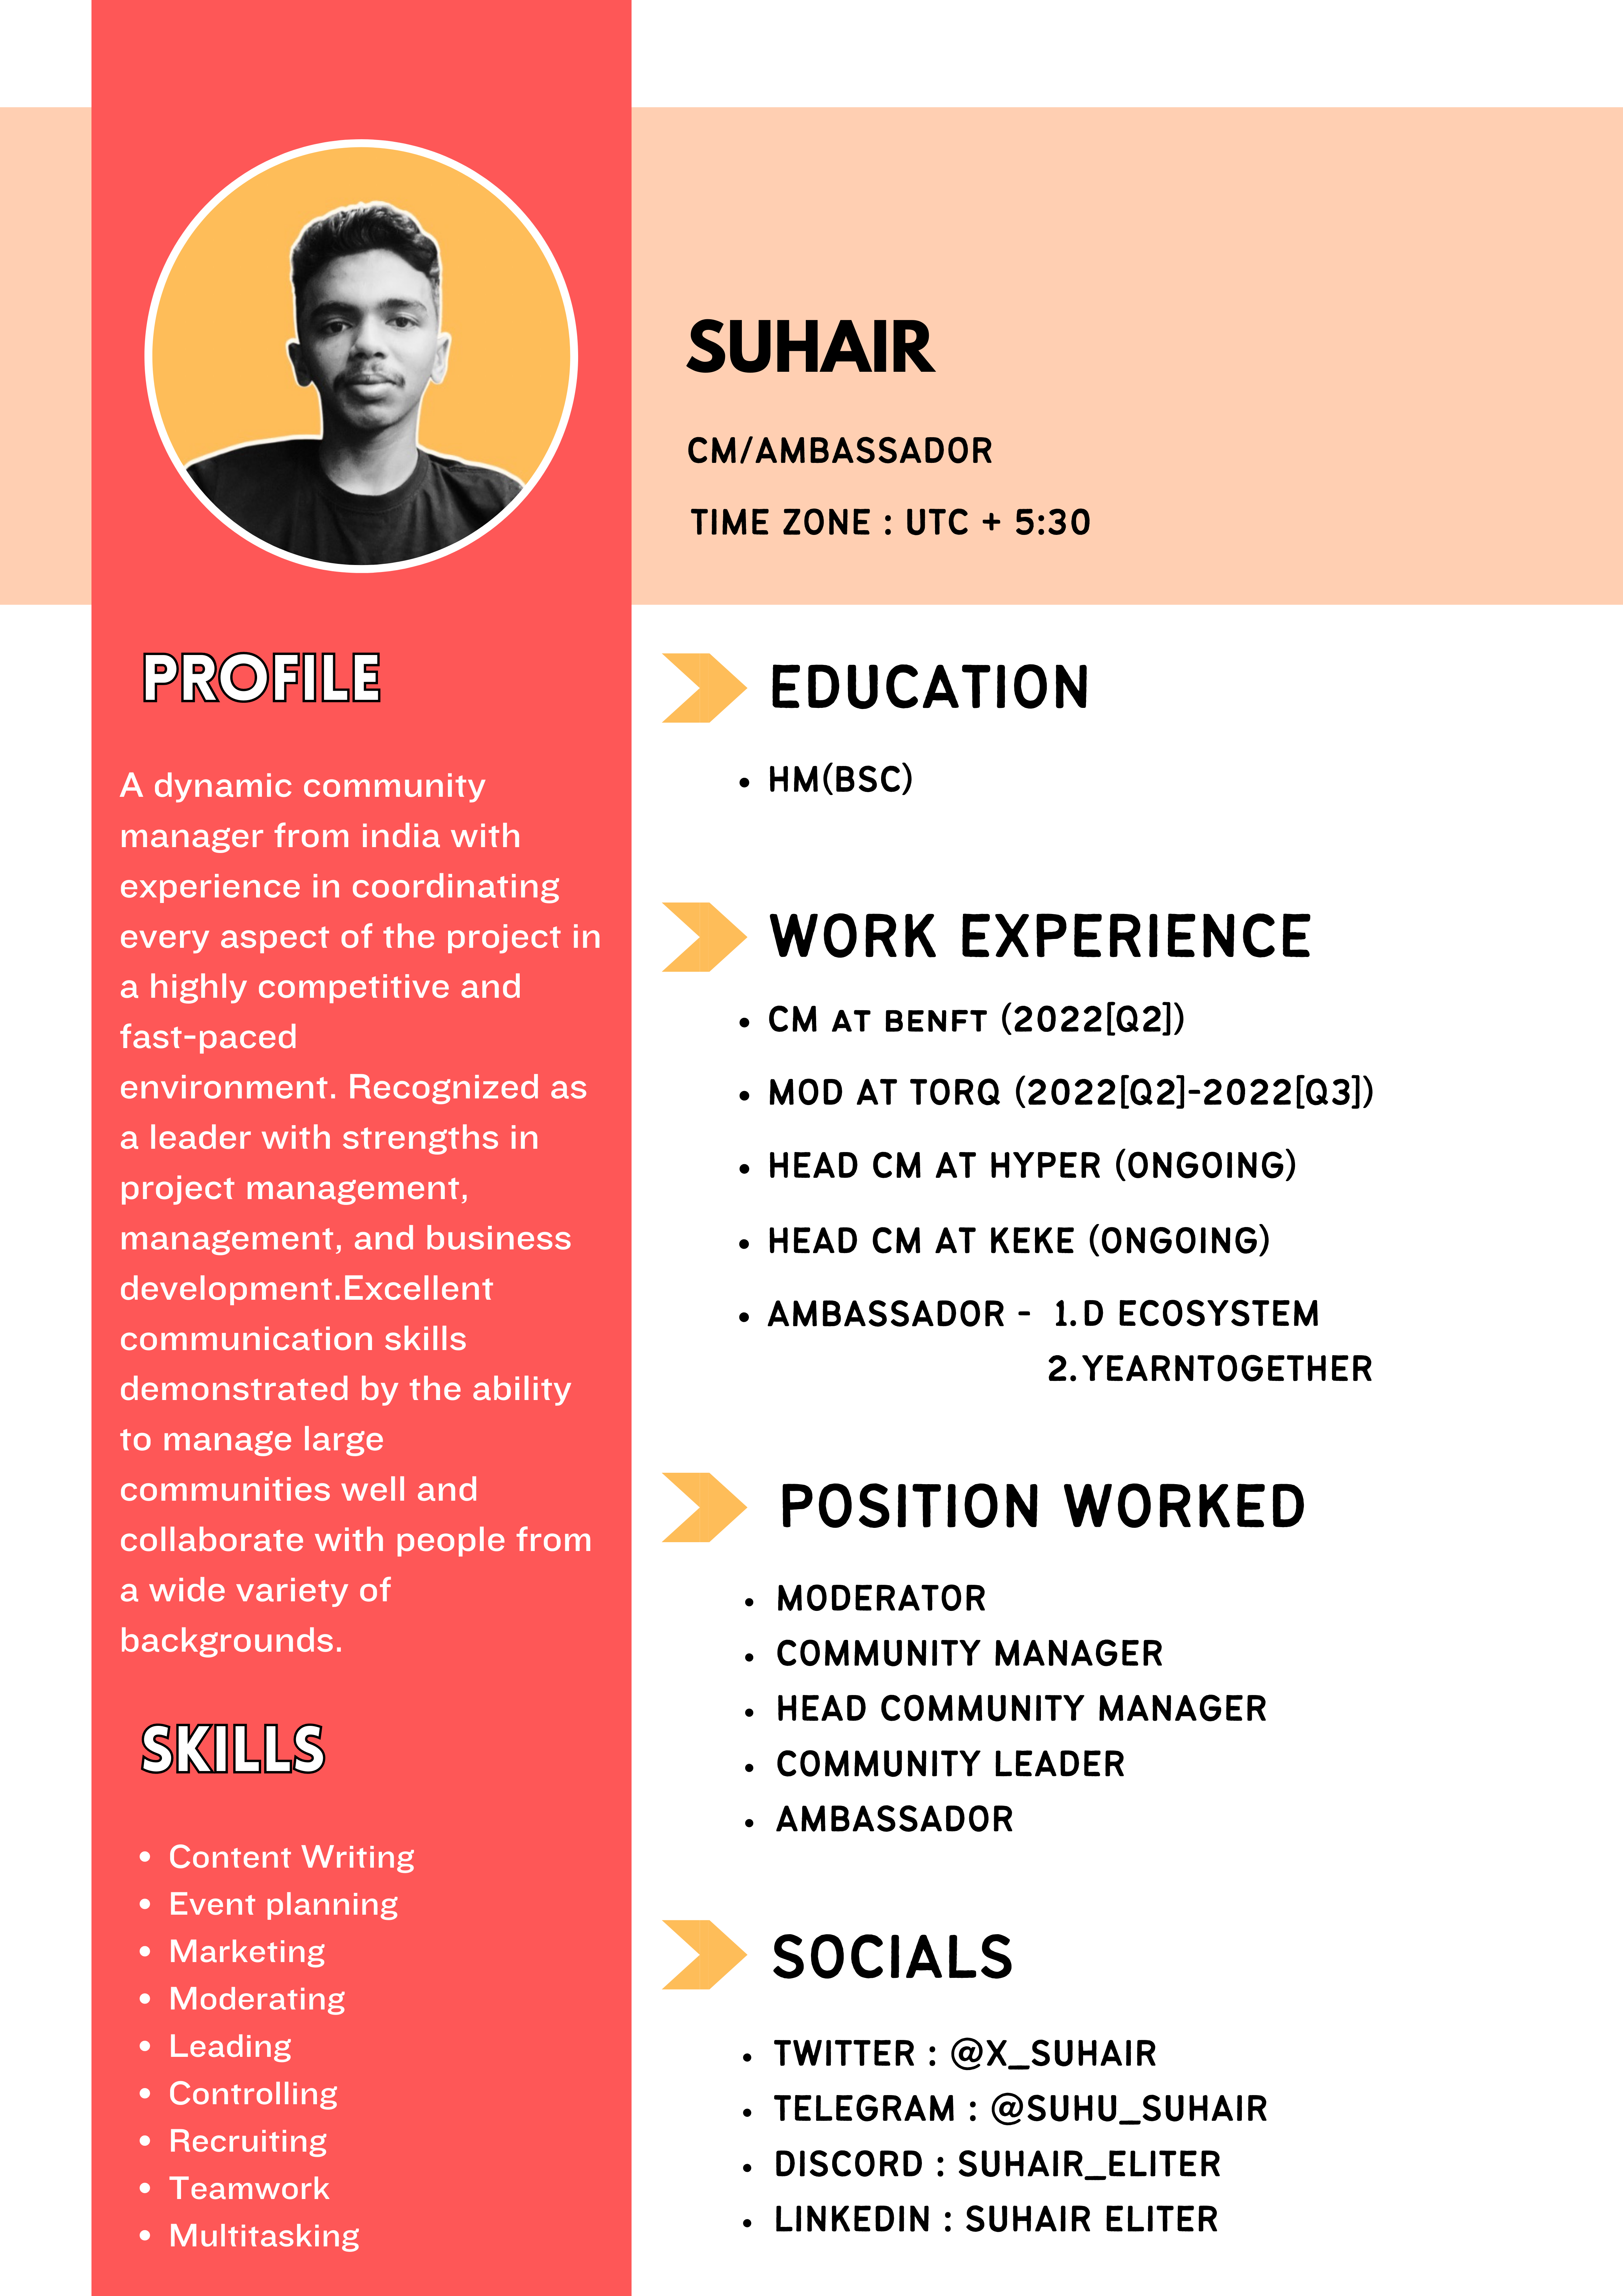 SUHAIR
CM/AMBASSADOR
TIME ZONE : UTC + 5:30
PROFILE
A dynamic community
manager from india with
experience in coordinating
every aspect of the project in
a highly competitive and
fast-paced
environment. Recognized as
a leader with strengths in
project management,
management, and business
development.Excellent
communication skills
demonstrated by the ability
to manage large
communities well and
collaborate with people from
a wide variety of
backgrounds.
SKILLS
• Content Writing
• Event planning
• Marketing
• Moderating
• Leading
• Controlling
• Recruiting
• Teamwork
• Multitasking
EDUCATION
• HM(BSC)
WORK EXPERIENCE
• CM AT BENFT (2022[Q2])
• MOD AT TORQ (2022[Q2]-2022[Q3])
• HEAD CM AT HYPER (ONGOING)
• HEAD CM AT KEKE (ONGOING)
• AMBASSADOR - 1.D ECOSYSTEM
2.YEARNTOGETHER
POSITION WORKED
• MODERATOR
• COMMUNITY MANAGER
• HEAD COMMUNITY MANAGER
• COMMUNITY LEADER
• AMBASSADOR
SOCIALS
• TWITTER : @X_SUHAIR
• TELEGRAM : @SUHU_SUHAIR
• DISCORD : SUHAIR_ELITER
• LINKEDIN : SUHAIR ELITER